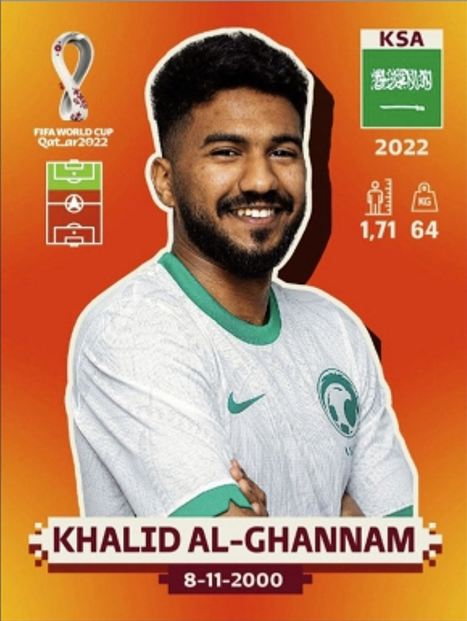 FIFA WORLD CUP
Qatar2022
KSA
2022
KG
1,71 64
KHALID AL-GHANNAM
8-11-2000